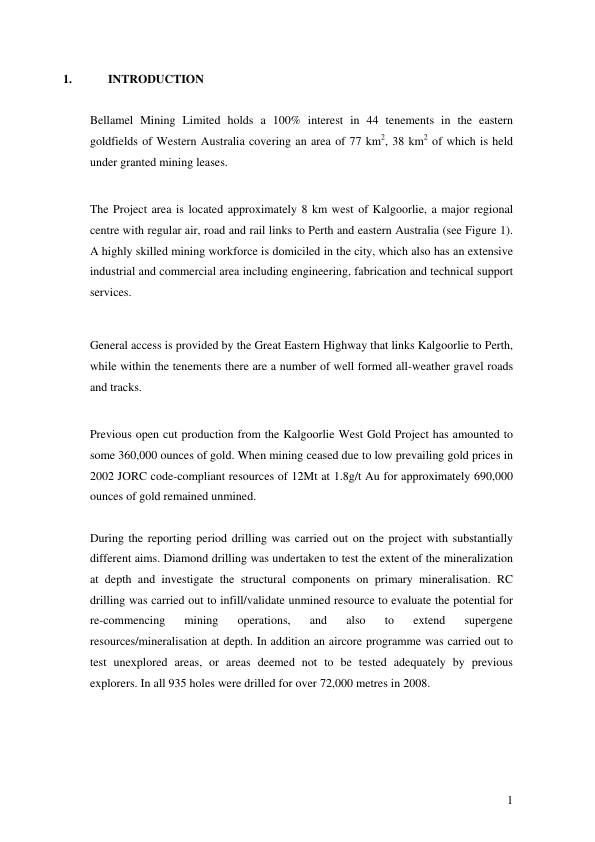 1. INTRODUCTION
Bellamel Mining Limited holds a 100% interest in 44 tenements in the eastern
goldfields of Western Australia covering an area of 77 km², 38 km² of which is held
under granted mining leases.
The Project area is located approximately 8 km west of Kalgoorlie, a major regional
centre with regular air, road and rail links to Perth and eastern Australia (see Figure 1).
A highly skilled mining workforce is domiciled in the city, which also has an extensive
industrial and commercial area including engineering, fabrication and technical support
services.
General access is provided by the Great Eastern Highway that links Kalgoorlie to Perth,
while within the tenements there are a number of well formed all-weather gravel roads
and tracks.
Previous open cut production from the Kalgoorlie West Gold Project has amounted to
some 360,000 ounces of gold. When mining ceased due to low prevailing gold prices in
2002 JORC code-compliant resources of 12Mt at 1.8g/t Au for approximately 690,000
ounces of gold remained unmined.
During the reporting period drilling was carried out on the project with substantially
different aims. Diamond drilling was undertaken to test the extent of the mineralization
at depth and investigate the structural components on primary mineralisation. RC
drilling was carried out to infill/validate unmined resource to evaluate the potential for
re-commencing mining operations, and also to extend supergene
resources/mineralisation at depth. In addition an aircore programme was carried out to
test unexplored areas, or areas deemed not to be tested adequately by previous
explorers. In all 935 holes were drilled for over 72,000 metres in 2008.
1